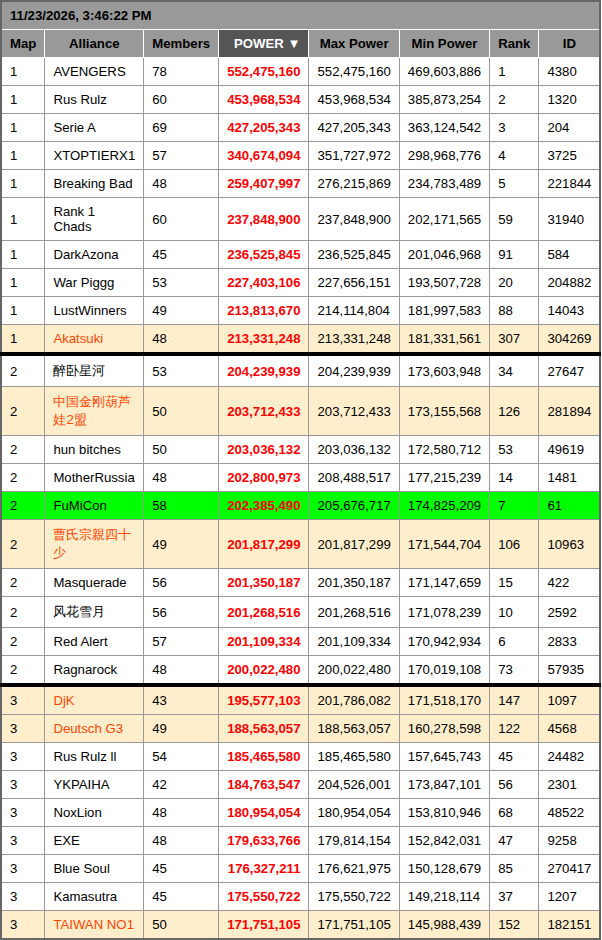 11/23/2026, 3:46:22 PM
Map Alliance Members POWER ▼ Max Power Min Power Rank ID
1 AVENGERS 78 552,475,160 552,475,160 469,603,886 1 4380
1 Rus Rulz 60 453,968,534 453,968,534 385,873,254 2 1320
1 Serie A 69 427,205,343 427,205,343 363,124,542 3 204
1 XTOPTIERX1 57 340,674,094 351,727,972 298,968,776 4 3725
1 Breaking Bad 48 259,407,997 276,215,869 234,783,489 5 221844
1 Rank 1 Chads 60 237,848,900 237,848,900 202,171,565 59 31940
1 DarkAzona 45 236,525,845 236,525,845 201,046,968 91 584
1 War Piggg 53 227,403,106 227,656,151 193,507,728 20 204882
1 LustWinners 49 213,813,670 214,114,804 181,997,583 88 14043
1 Akatsuki 48 213,331,248 213,331,248 181,331,561 307 304269
2 醉卧星河 53 204,239,939 204,239,939 173,603,948 34 27647
2 中国金刚葫芦娃2盟 50 203,712,433 203,712,433 173,155,568 126 281894
2 hun bitches 50 203,036,132 203,036,132 172,580,712 53 49619
2 MotherRussia 48 202,800,973 208,488,517 177,215,239 14 1481
2 FuMiCon 58 202,385,490 205,676,717 174,825,209 7 61
2 曹氏宗親四十少 49 201,817,299 201,817,299 171,544,704 106 10963
2 Masquerade 56 201,350,187 201,350,187 171,147,659 15 422
2 风花雪月 56 201,268,516 201,268,516 171,078,239 10 2592
2 Red Alert 57 201,109,334 201,109,334 170,942,934 6 2833
2 Ragnarock 48 200,022,480 200,022,480 170,019,108 73 57935
3 DjK 43 195,577,103 201,786,082 171,518,170 147 1097
3 Deutsch G3 49 188,563,057 188,563,057 160,278,598 122 4568
3 Rus Rulz ll 54 185,465,580 185,465,580 157,645,743 45 24482
3 YKPAIHA 42 184,763,547 204,526,001 173,847,101 56 2301
3 NoxLion 48 180,954,054 180,954,054 153,810,946 68 48522
3 EXE 48 179,633,766 179,814,154 152,842,031 47 9258
3 Blue Soul 45 176,327,211 176,621,975 150,128,679 85 270417
3 Kamasutra 45 175,550,722 175,550,722 149,218,114 37 1207
3 TAIWAN NO1 50 171,751,105 171,751,105 145,988,439 152 182151